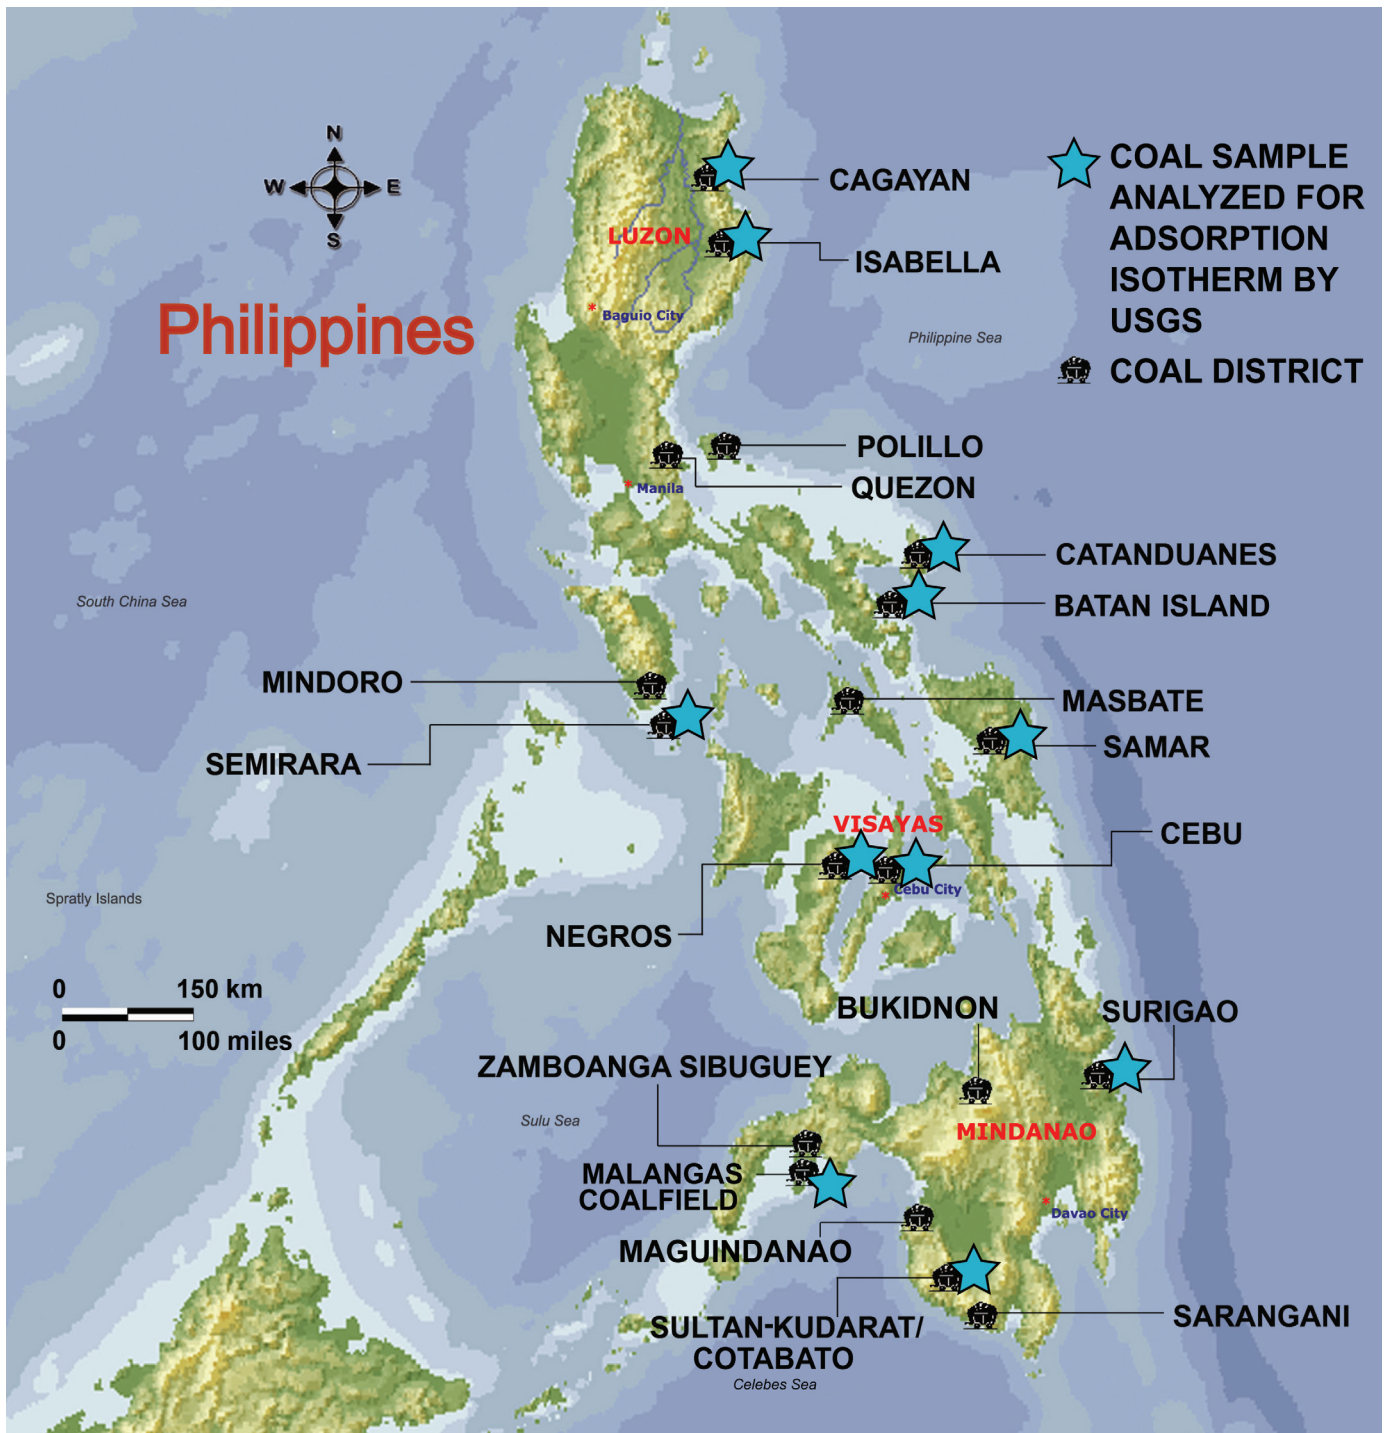 N
W E
S
COAL SAMPLE
ANALYZED FOR
ADSORPTION
ISOTHERM BY
USGS
COAL DISTRICT
CAGAYAN
LUZON
ISABELLA
Philippines
Baguio City
Philippine Sea
POLILLO
QUEZON
Manila
CATANDUANES
South China Sea
BATAN ISLAND
MINDORO
MASBATE
SAMAR
SEMIRARA
VISAYAS
CEBU
Cebu City
Spratly Islands
NEGROS
0 150 km
0 100 miles
BUKIDNON
SURIGAO
ZAMBOANGA SIBUGUEY
Sulu Sea
MINDANAO
MALANGAS
COALFIELD
Davao City
MAGUINDANAO
SARANGANI
SULTAN-KUDARAT/
COTABATO
Celebes Sea